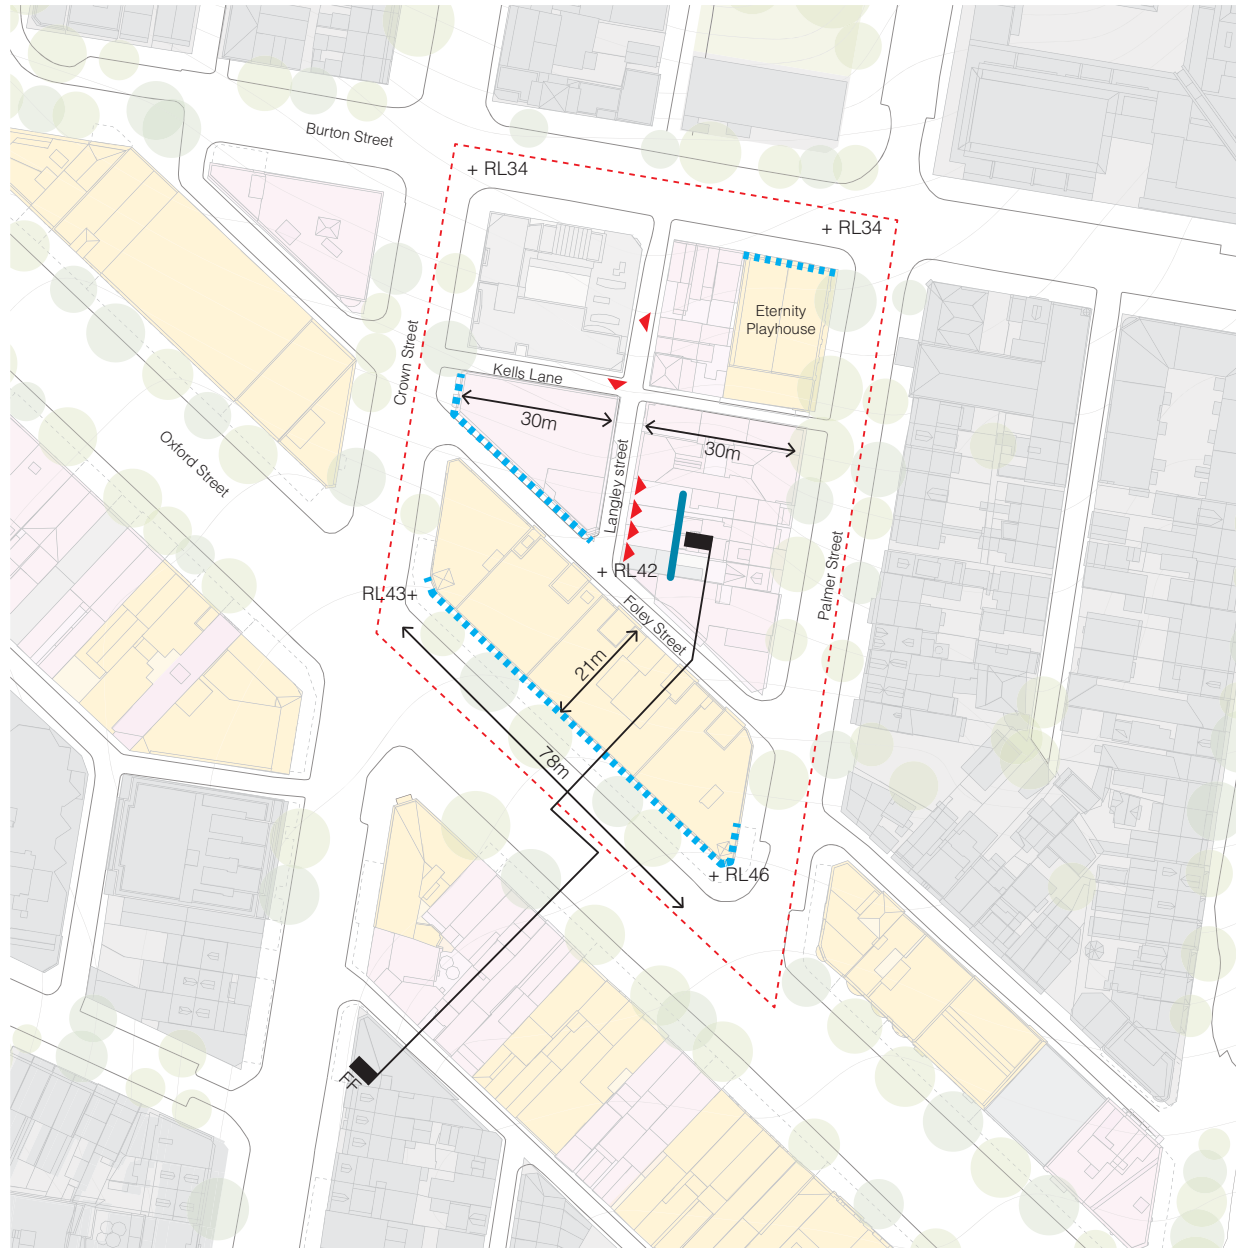 Burton Street
+ RL34
+ RL34
Eternity
Playhouse
Crown Street
Kells Lane
30m
30m
Oxford Street
Langley street
Palmer Street
+ RL42
RL43+
Foley Street
21m
78m
+ RL46
FF